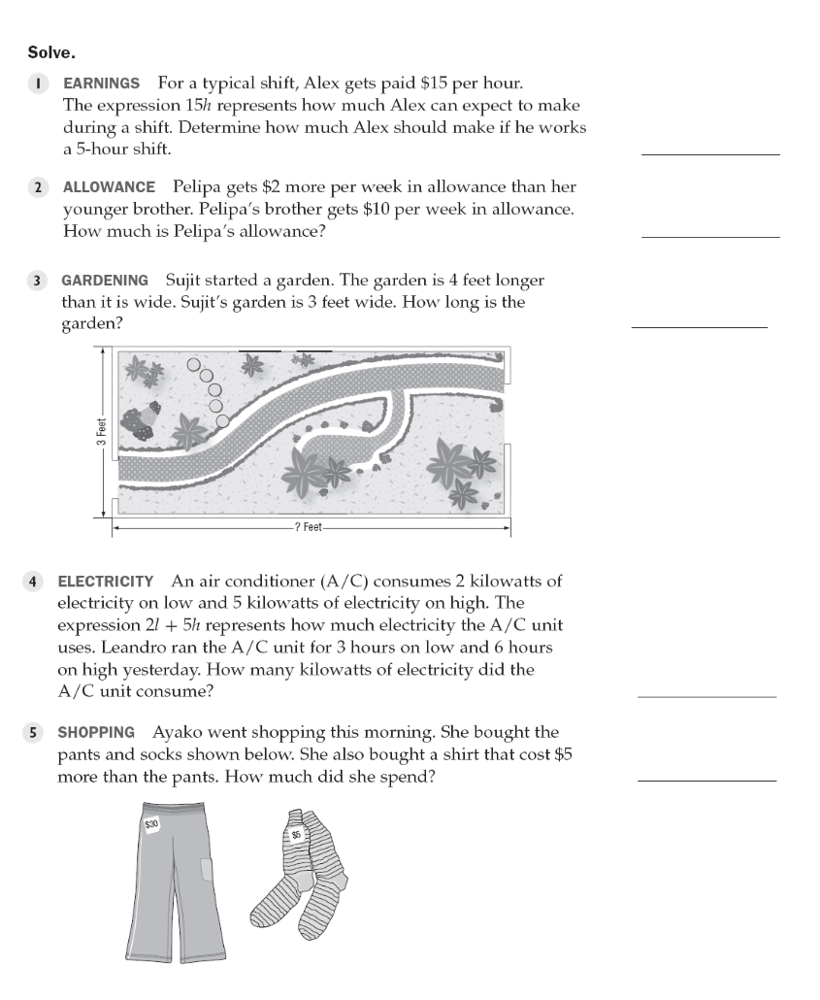 Solve.
1 EARNINGS For a typical shift, Alex gets paid $15 per hour.
The expression 15h represents how much Alex can expect to make
during a shift. Determine how much Alex should make if he works
a 5-hour shift.
2 ALLOWANCE Pelipa gets $2 more per week in allowance than her
younger brother. Pelipa's brother gets $10 per week in allowance.
How much is Pelipa's allowance?
3 GARDENING Sujit started a garden. The garden is 4 feet longer
than it is wide. Sujit's garden is 3 feet wide. How long is the
garden?
3 Feet
? Feet
4 ELECTRICITY An air conditioner (A/C) consumes 2 kilowatts of
electricity on low and 5 kilowatts of electricity on high. The
expression 2l + 5h represents how much electricity the A/C unit
uses. Leandro ran the A/C unit for 3 hours on low and 6 hours
on high yesterday. How many kilowatts of electricity did the
A/C unit consume?
5 SHOPPING Ayako went shopping this morning. She bought the
pants and socks shown below. She also bought a shirt that cost $5
more than the pants. How much did she spend?
$30
$5